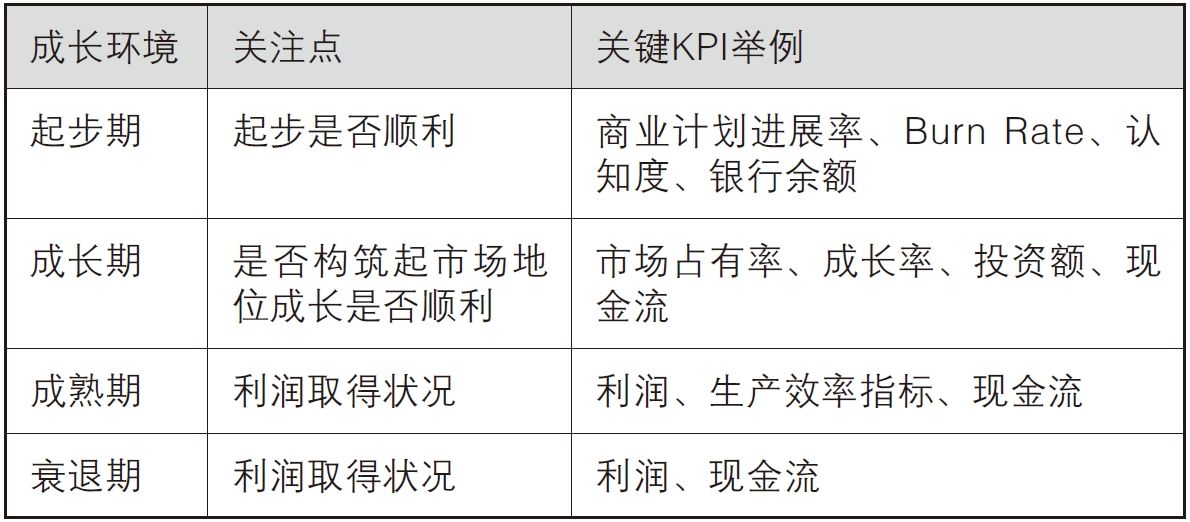 成长环境 关注点 关键KPI举例
起步期 起步是否顺利 商业计划进展率、Burn Rate、认
知度、银行余额
成长期 是否构筑起市场地 市场占有率、成长率、投资额、现
位成长是否顺利 金流
成熟期 利润取得状况 利润、生产效率指标、现金流
衰退期 利润取得状况 利润、现金流